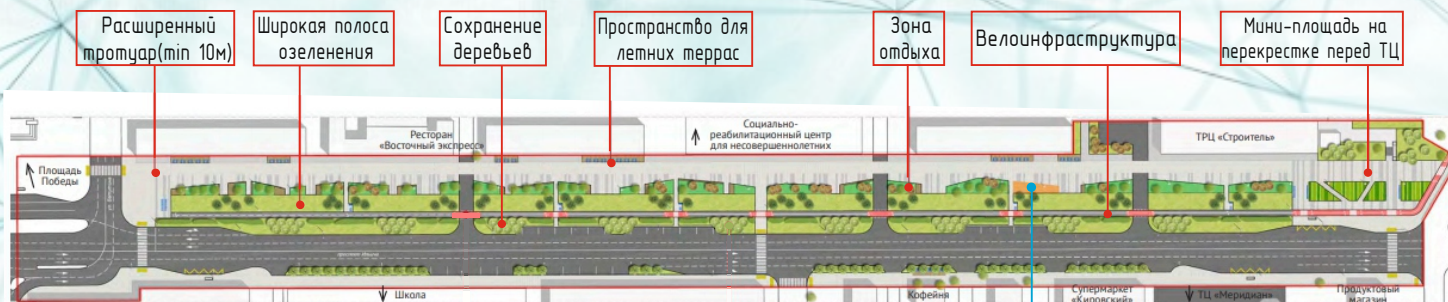 Расширенный
тротуар(min 10м)
Широкая полоса
озеленения
Сохранение
деревьев
Пространство для
летних террас
Зона
отдыха
Велоинфраструктура
Мини-площадь на
перекрестке перед ТЦ
Ресторан
«Восточный экспресс»
Социально-
реабилитационный центр
для несовершеннолетних
ТРЦ «Строитель»
Площадь
Победы
Школа
Кофейня
Супермаркет
«Кировский»
ТЦ «Меридиан»
Продуктовый
магазин